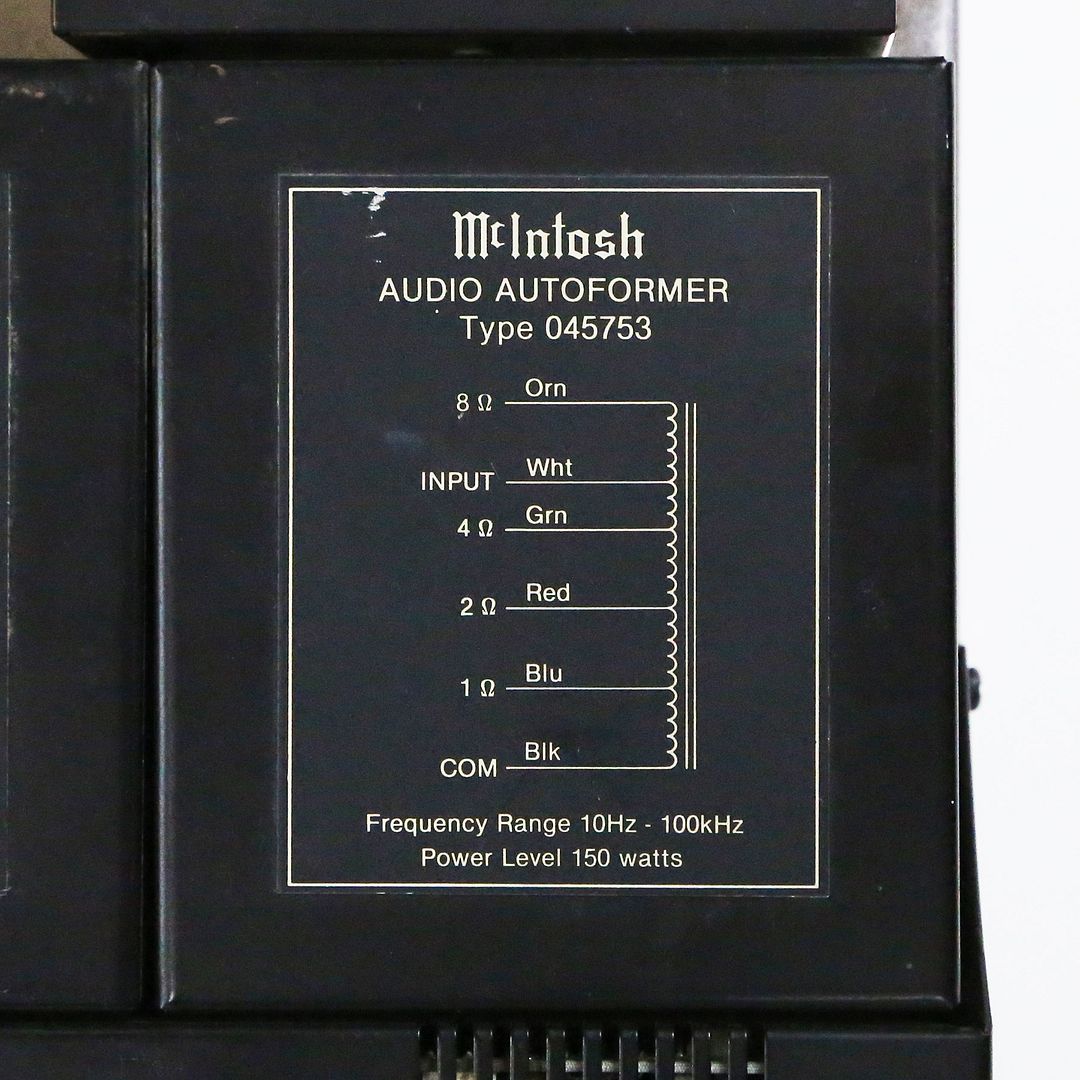 McIntosh
AUDIO AUTOFORMER
Type 045753
8 Ω Orn
INPUT Wht
4 Ω Grn
2 Ω Red
1 Ω Blu
COM Blk
Frequency Range 10Hz - 100kHz
Power Level 150 watts